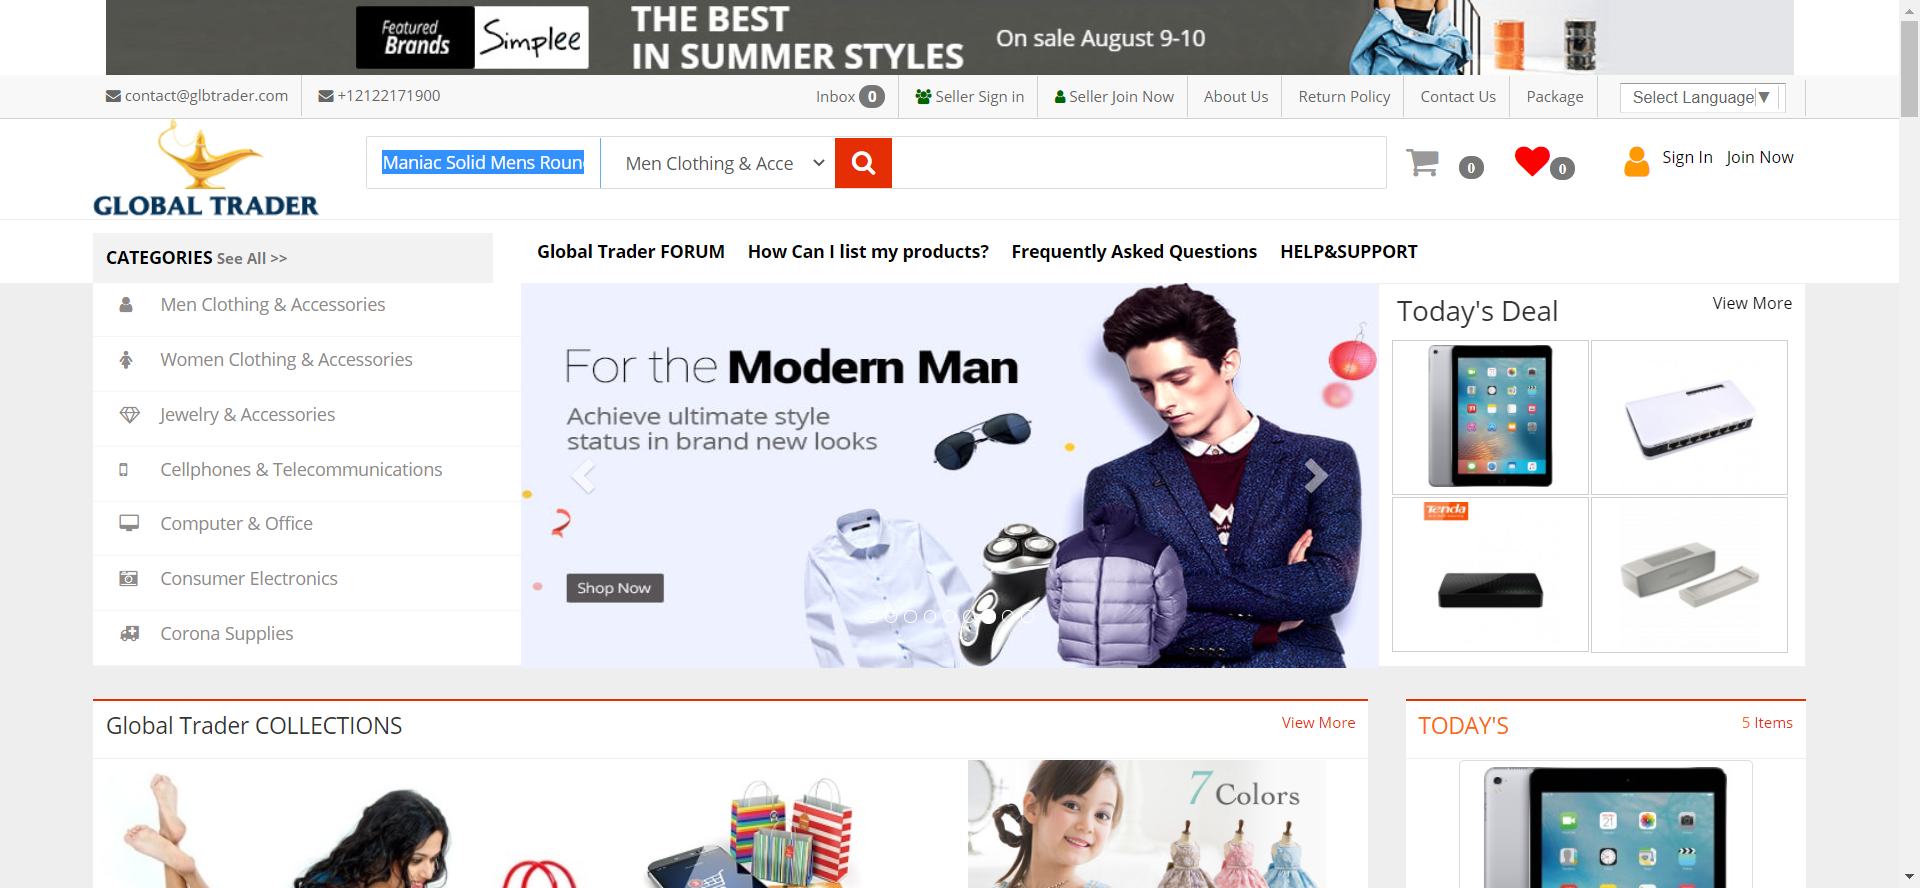 Featured Brands
Simplee
THE BEST
IN SUMMER STYLES
On sale August 9-10
contact@glbtrader.com
+12122171900
Inbox 0
Seller Sign in
Seller Join Now
About Us
Return Policy
Contact Us
Package
Select Language ▼
GLOBAL TRADER
Maniac Solid Mens Roun
Men Clothing & Acce
0
0
Sign In
Join Now
CATEGORIES See All >>
Global Trader FORUM
How Can I list my products?
Frequently Asked Questions
HELP&SUPPORT
Men Clothing & Accessories
Women Clothing & Accessories
Jewelry & Accessories
Cellphones & Telecommunications
Computer & Office
Consumer Electronics
Corona Supplies
For the Modern Man
Achieve ultimate style
status in brand new looks
Shop Now
Today's Deal
View More
Tenda
Global Trader COLLECTIONS
View More
7 Colors
TODAY'S
5 Items